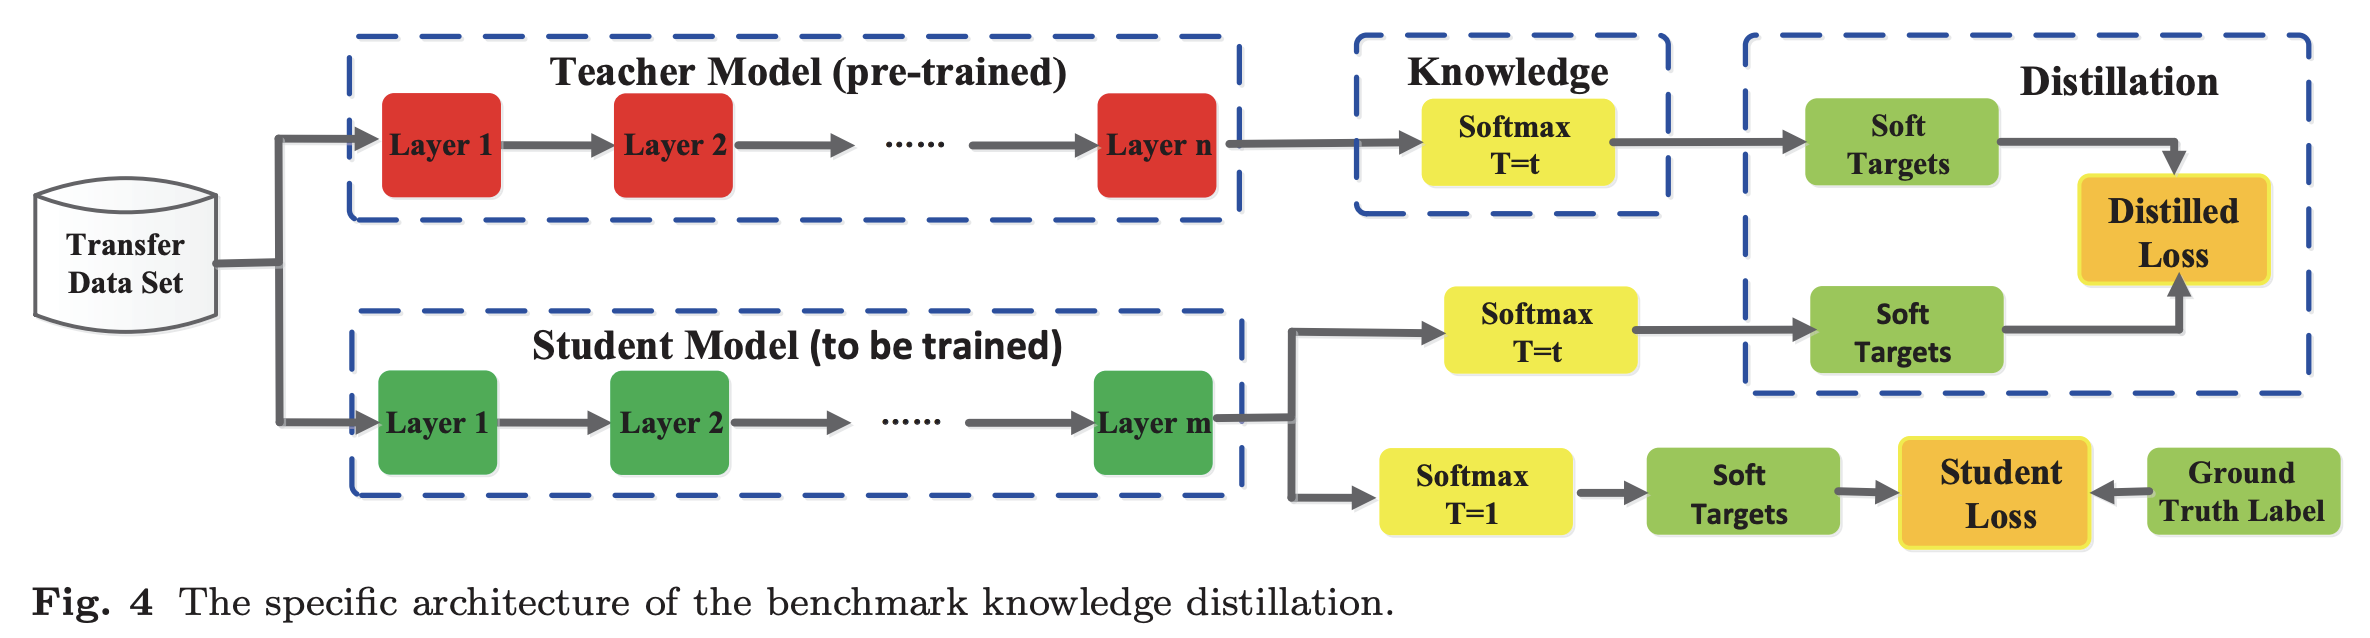 Teacher Model (pre-trained)
Layer 1
Layer 2
......
Layer n
Knowledge
Softmax
T=t
Distillation
Soft
Targets
Distilled
Loss
Transfer
Data Set
Student Model (to be trained)
Layer 1
Layer 2
......
Layer m
Softmax
T=t
Soft
Targets
Softmax
T=1
Soft
Targets
Student
Loss
Ground
Truth Label
Fig. 4 The specific architecture of the benchmark knowledge distillation.